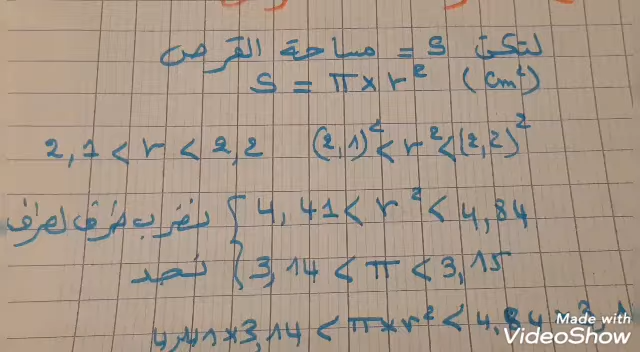 لتكن S = مساحة القرص
S = π × r² (cm²)
2,1 < r < 2,2 (2,1)² < r² < (2,2)²
نضرب طرف لطرف { 4,41 < r² < 4,84
نجد { 3,14 < π < 3,15
4,41 × 3,14 < π × r² < 4,84
Made with
VideoShow